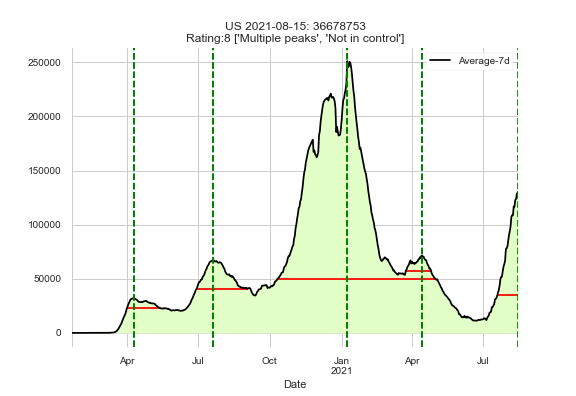 US 2021-08-15: 36678753
Rating:8 ['Multiple peaks', 'Not in control']
Average-7d
250000
200000
150000
100000
50000
0
Apr Jul Oct Jan Apr Jul
2021
Date